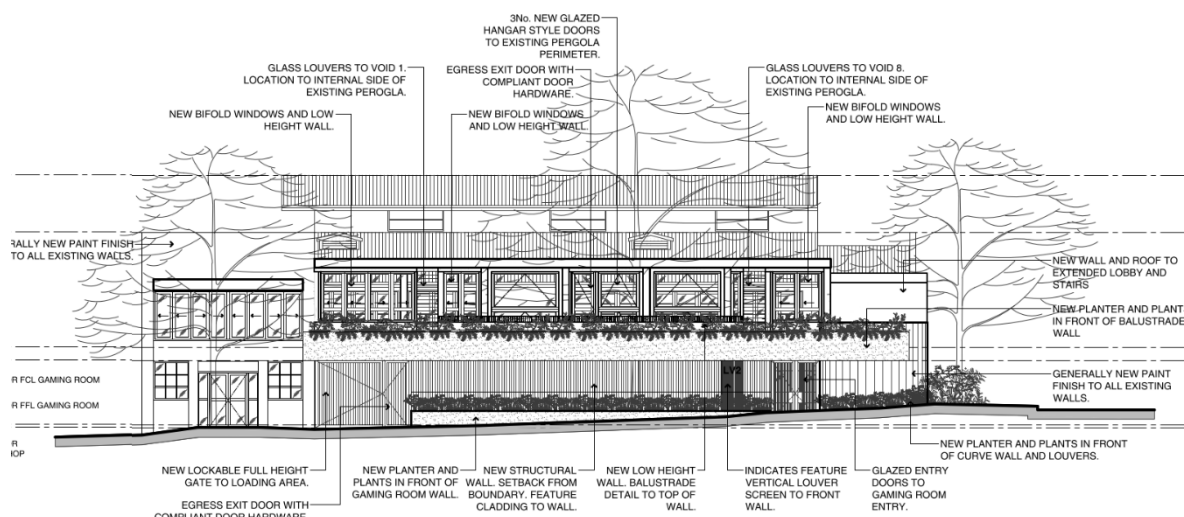 3No. NEW GLAZED
HANGAR STYLE DOORS
TO EXISTING PERGOLA
PERIMETER.
GLASS LOUVERS TO VOID 1.
LOCATION TO INTERNAL SIDE OF
EXISTING PEROGLA.
EGRESS EXIT DOOR WITH
COMPLIANT DOOR
HARDWARE.
GLASS LOUVERS TO VOID 8.
LOCATION TO INTERNAL SIDE OF
EXISTING PEROGLA.
NEW BIFOLD WINDOWS AND LOW
HEIGHT WALL.
NEW BIFOLD WINDOWS
AND LOW HEIGHT WALL.
NEW BIFOLD WINDOWS
AND LOW HEIGHT WALL.
RALLY NEW PAINT FINISH
TO ALL EXISTING WALLS.
NEW WALL AND ROOF TO
EXTENDED LOBBY AND
STAIRS
NEW PLANTER AND PLANTS
IN FRONT OF BALUSTRADE
WALL
GENERALLY NEW PAINT
FINISH TO ALL EXISTING
WALLS.
R FCL GAMING ROOM
R FFL GAMING ROOM
LV2
R
HOP
NEW LOCKABLE FULL HEIGHT
GATE TO LOADING AREA.
EGRESS EXIT DOOR WITH
COMPLIANT DOOR HARDWARE.
NEW PLANTER AND
PLANTS IN FRONT OF
GAMING ROOM WALL.
NEW STRUCTURAL
WALL. SETBACK FROM
BOUNDARY. FEATURE
CLADDING TO WALL.
NEW LOW HEIGHT
WALL. BALUSTRADE
DETAIL TO TOP OF
WALL.
INDICATES FEATURE
VERTICAL LOUVER
SCREEN TO FRONT
WALL.
GLAZED ENTRY
DOORS TO
GAMING ROOM
ENTRY.
NEW PLANTER AND PLANTS IN FRONT
OF CURVE WALL AND LOUVERS.